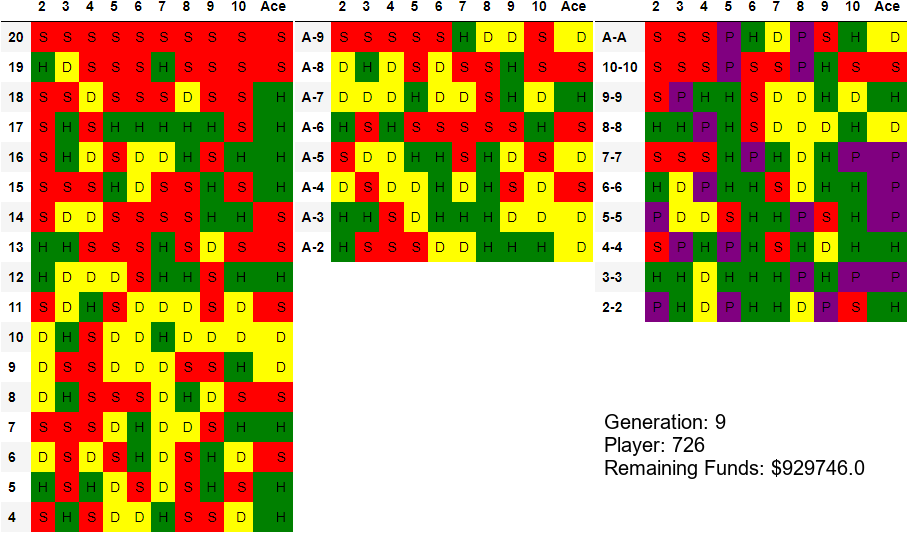 2 3 4 5 6 7 8 9 10 Ace
20 S S S S S S S S S S
19 H D S S S H S S S S
18 S S D S S S D S S H
17 S H S H H H H H S H
16 S H D S D D H S H H
15 S S S H D S S H S H
14 S D D S S S S H H S
13 H H S S S H S D S S
12 H D D D S H H S H H
11 S D H S D D D S D S
10 D H S D D H D D D D
9 D S S D D D S S H D
8 D H S S S D H D S S
7 S S S D H D D S H H
6 D S D S H D S H D S
5 H S H D S D S H S H
4 S H S D D H S S D H
2 3 4 5 6 7 8 9 10 Ace
A-9 S S S S S H D D S D
A-8 D H D S D S S H S S
A-7 D D D H D D S H D H
A-6 H S H S S S S S H S
A-5 S D D H H S H D S D
A-4 D S D D H D H S D S
A-3 H H S D H H H D D D
A-2 H S S S D D H H H D
2 3 4 5 6 7 8 9 10 Ace
A-A S S S P H D P S H D
10-10 S S S P S S P H S S
9-9 S P H H S D D H D H
8-8 H H P H S D D D H D
7-7 S S S H P H D H P P
6-6 H D P H H S D H H P
5-5 P D D S H H P S H P
4-4 S P H P H S H D H H
3-3 H H D H H H P H P P
2-2 P H D P H H D P S H
Generation: 9
Player: 726
Remaining Funds: $929746.0